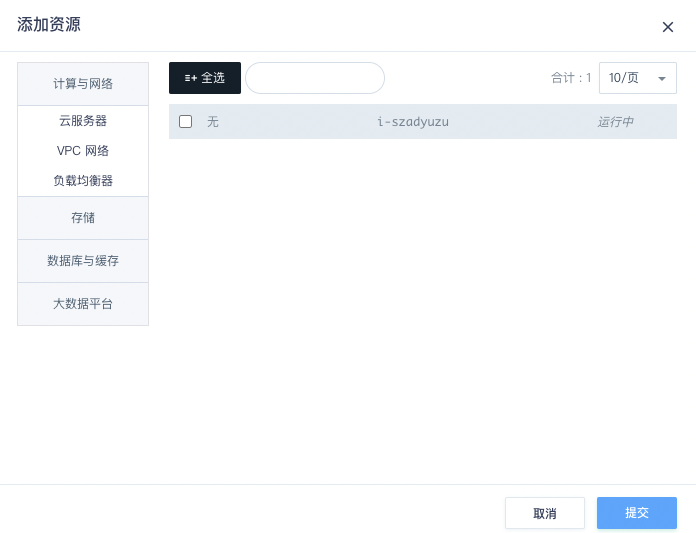 添加资源
计算与网络
云服务器
VPC 网络
负载均衡器
存储
数据库与缓存
大数据平台
全选
合计：1
10/页
无 i-szadyuzu 运行中
取消
提交